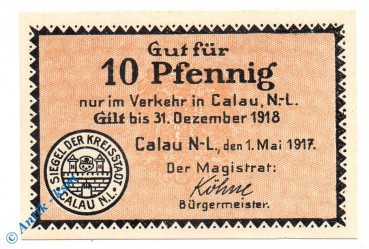 Gut für
10 Pfennig
nur im Verkehr in Calau, N.-L.
Gilt bis 31. Dezember 1918
Calau N-L., den 1. Mai 1917.
Der Magistrat:
Köhne
Bürgermeister.
SIEGEL DER KREISSTADT
CALAU N.L.